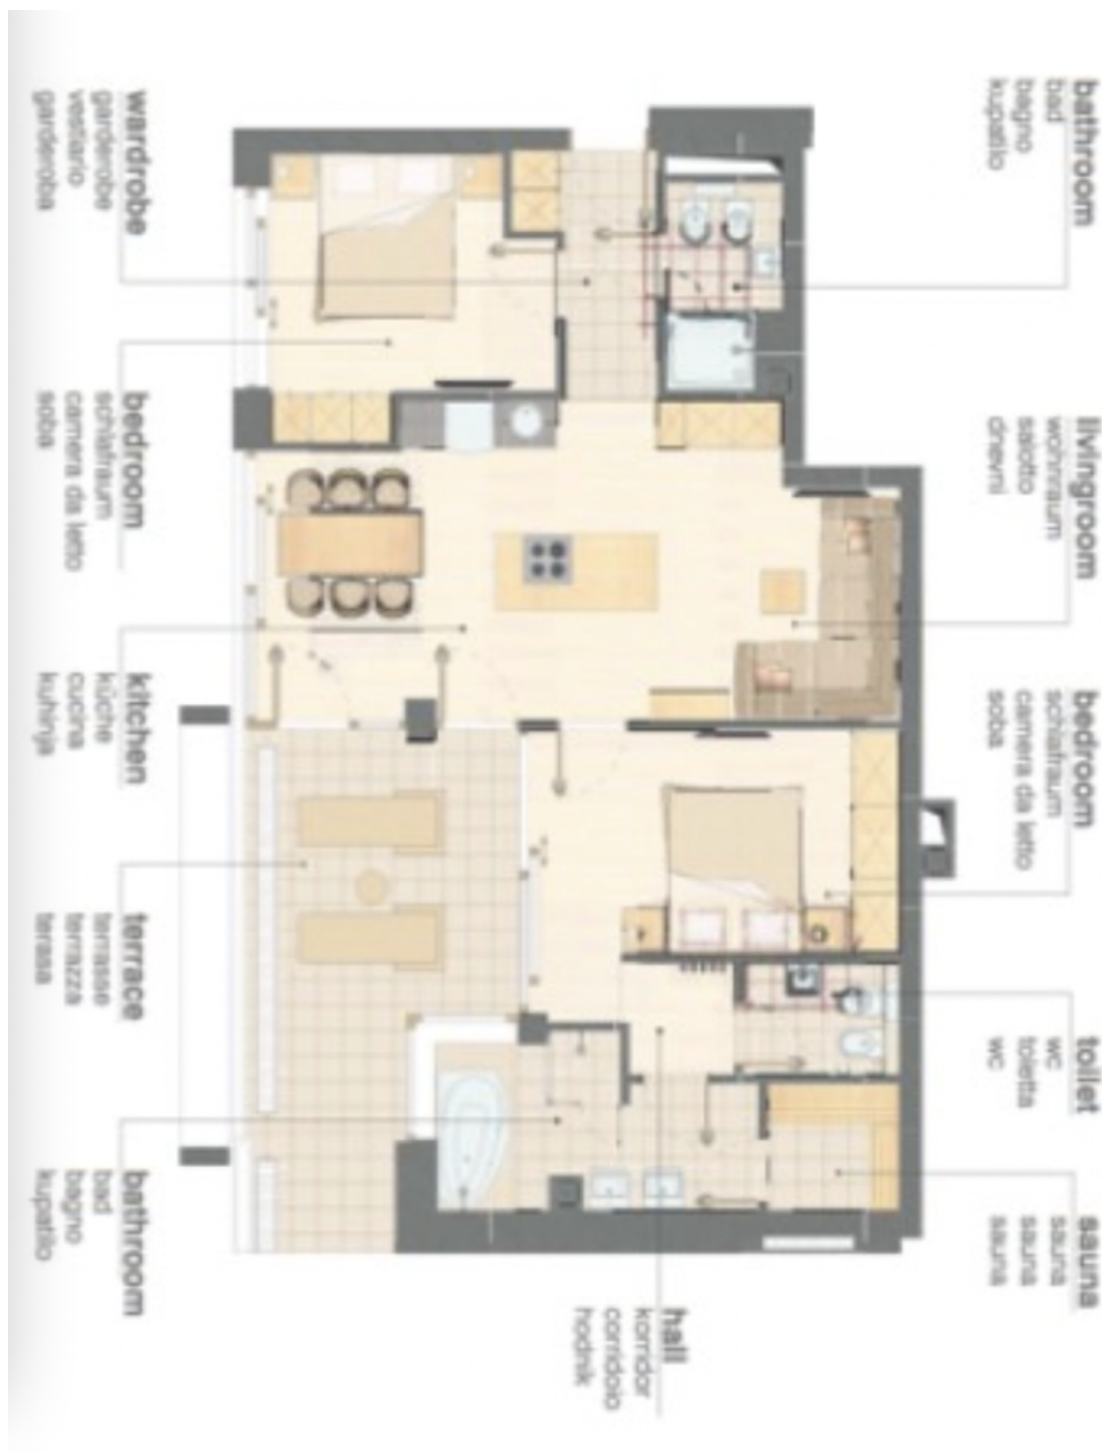 bathroom
bad
bagno
kupatilo
livingroom
wohnraum
salotto
dnevni
bedroom
schlafraum
camera da letto
soba
toilet
wc
toiletta
wc
sauna
sauna
sauna
sauna
hall
korridor
corridoio
hodnik
wardrobe
garderobe
vestiario
garderoba
bedroom
schlafraum
camera da letto
soba
kitchen
küche
cucina
kuhinja
terrace
terrasse
terrazza
terasa
bathroom
bad
bagno
kupatilo